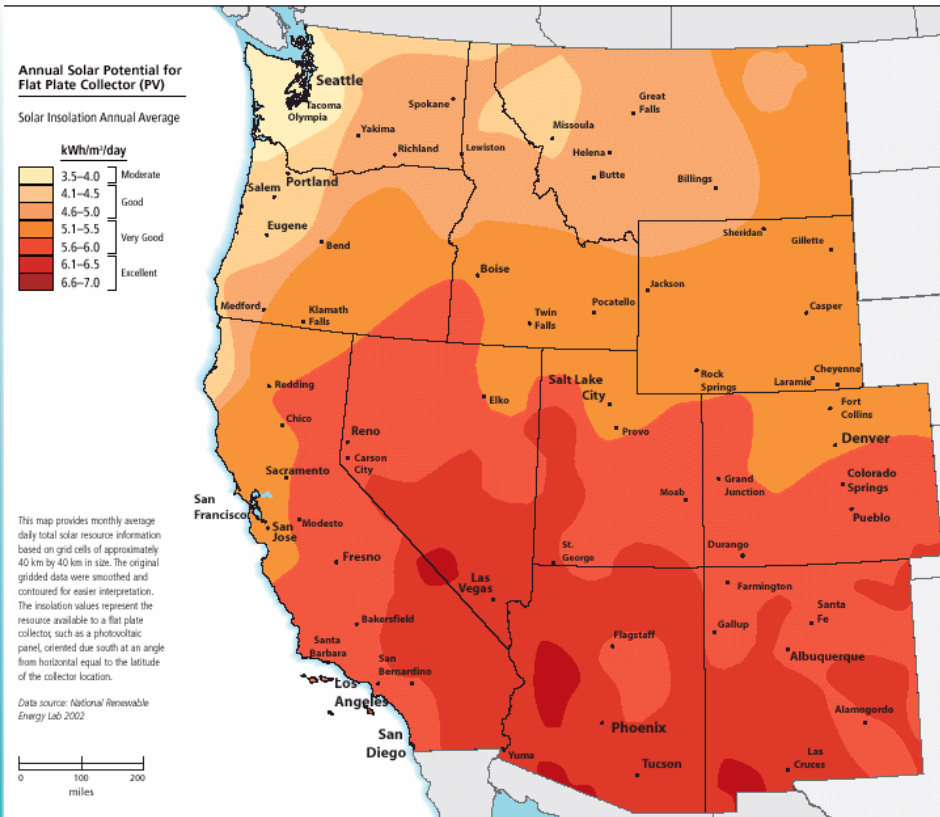 Annual Solar Potential for
Flat Plate Collector (PV)
Solar Insolation Annual Average
kWh/m²/day
3.5–4.0 Moderate
4.1–4.5
Good
4.6–5.0
5.1–5.5
Very Good
5.6–6.0
6.1–6.5
Excellent
6.6–7.0
This map provides monthly average
daily total solar resource information
based on grid cells of approximately
40 km by 40 km in size. The original
gridded data were smoothed and
contoured for easier interpretation.
The insolation values represent the
resource available to a flat plate
collector, such as a photovoltaic
panel, oriented due south at an angle
from horizontal equal to the latitude
of the collector location.
Data source: National Renewable
Energy Lab 2002
0 100 200
miles
Seattle
Tacoma
Olympia
Spokane
Yakima
Richland
Lewiston
Great
Falls
Missoula
Helena
Butte
Billings
Salem
Portland
Eugene
Bend
Medford
Klamath
Falls
Boise
Twin
Falls
Pocatello
Sheridan
Gillette
Jackson
Casper
Rock
Springs
Laramie
Cheyenne
Redding
Chico
Reno
Carson
City
Elko
Salt Lake
City
Provo
Fort
Collins
Denver
Sacramento
San
Francisco
San
Jose
Modesto
Fresno
Moab
Grand
Junction
Colorado
Springs
Pueblo
Durango
St.
George
Las
Vegas
Bakersfield
Santa
Barbara
San
Bernardino
Los
Angeles
San
Diego
Flagstaff
Farmington
Gallup
Santa
Fe
Albuquerque
Alamogordo
Phoenix
Yuma
Tucson
Las
Cruces